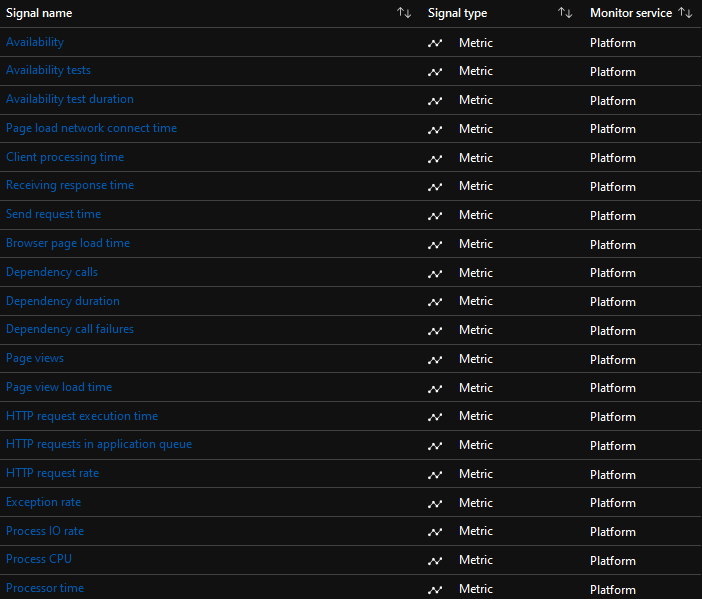 Signal name Signal type Monitor service
Availability Metric Platform
Availability tests Metric Platform
Availability test duration Metric Platform
Page load network connect time Metric Platform
Client processing time Metric Platform
Receiving response time Metric Platform
Send request time Metric Platform
Browser page load time Metric Platform
Dependency calls Metric Platform
Dependency duration Metric Platform
Dependency call failures Metric Platform
Page views Metric Platform
Page view load time Metric Platform
HTTP request execution time Metric Platform
HTTP requests in application queue Metric Platform
HTTP request rate Metric Platform
Exception rate Metric Platform
Process IO rate Metric Platform
Process CPU Metric Platform
Processor time Metric Platform